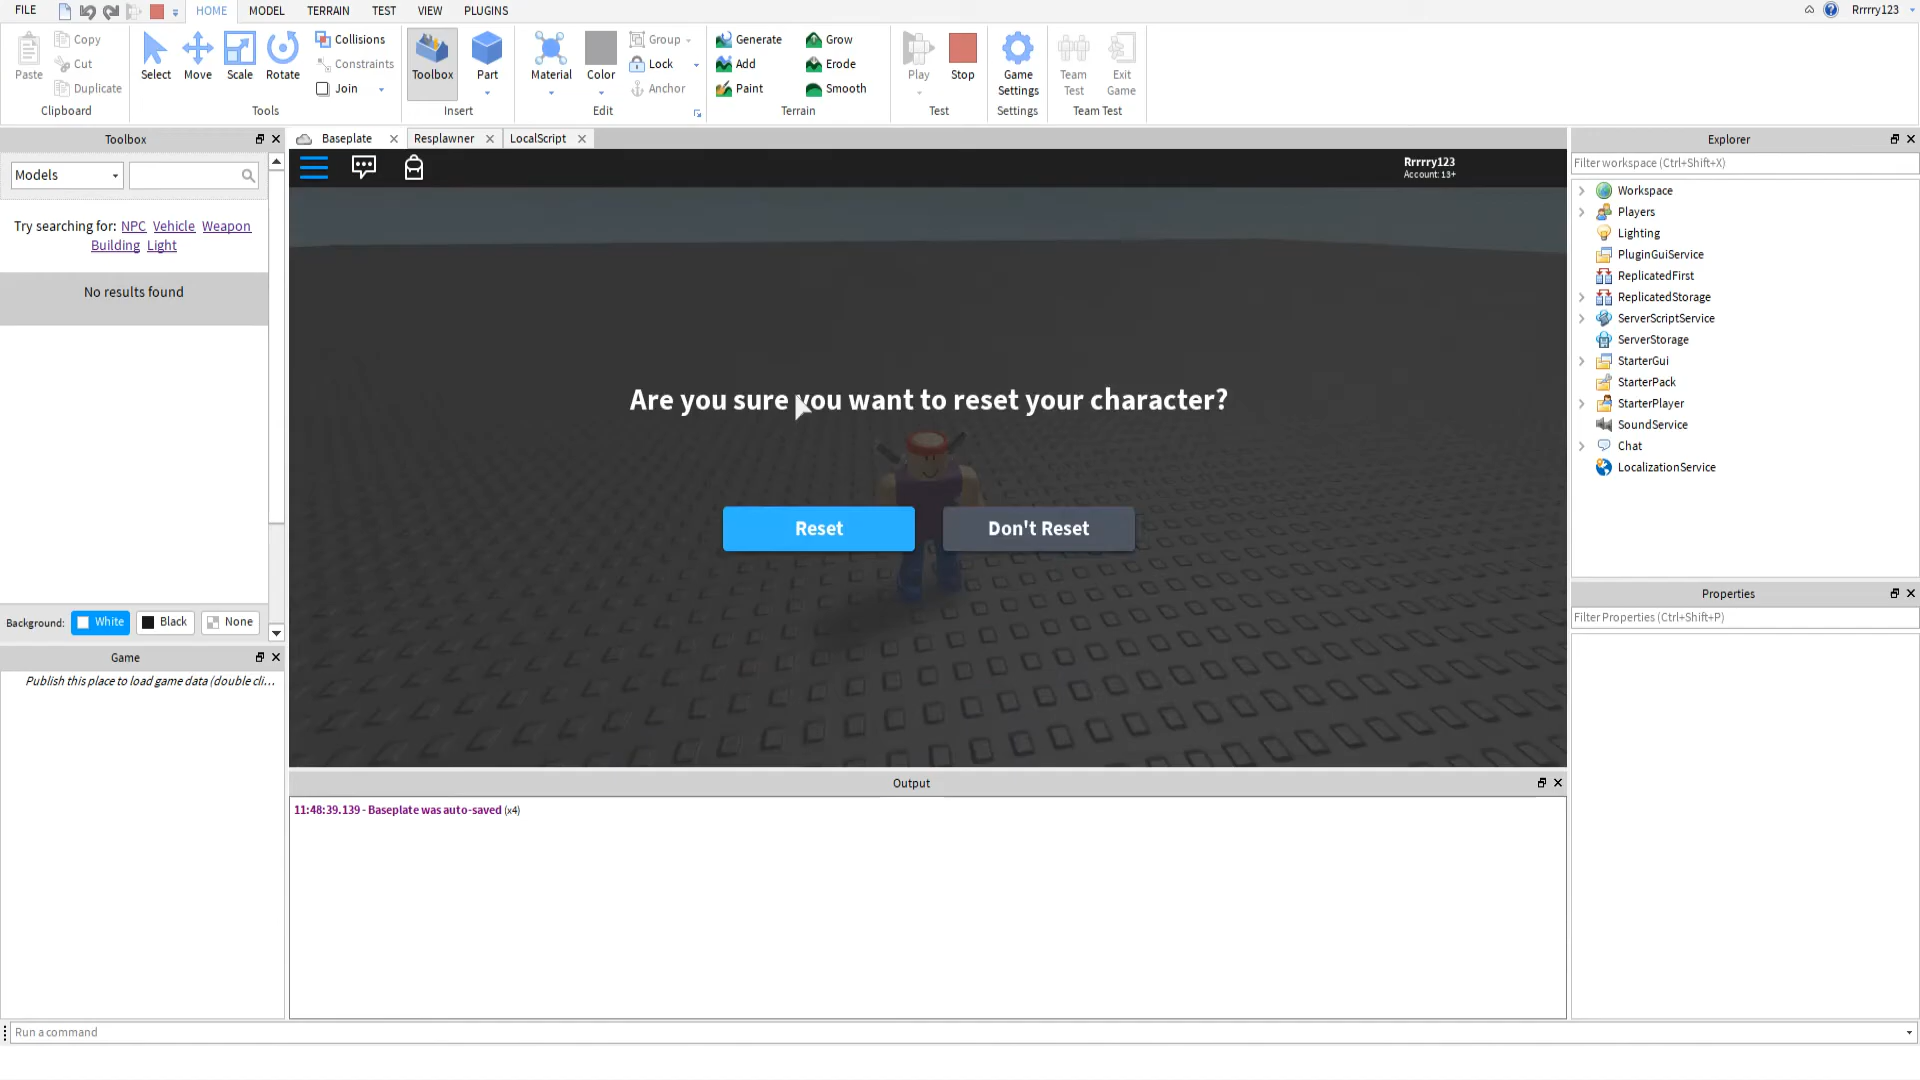 FILE HOME MODEL TERRAIN TEST VIEW PLUGINS Rrrrry123
Paste Copy Cut Duplicate Clipboard
Select Move Scale Rotate Collisions Constraints Join Tools
Toolbox Part Insert
Material Color Group Lock Anchor Edit
Generate Add Paint Grow Erode Smooth Terrain
Play Stop Test
Game Settings Settings
Team Test Exit Game Team Test
Toolbox
Models
Try searching for: NPC Vehicle Weapon
Building Light
No results found
Background: White Black None
Game
Publish this place to load game data (double cli...
Baseplate Resplawner LocalScript
Rrrrry123
Account: 13+
Are you sure you want to reset your character?
Reset Don't Reset
Output
11:48:39.139 - Baseplate was auto-saved (x4)
Explorer
Filter workspace (Ctrl+Shift+X)
Workspace
Players
Lighting
PluginGuiService
ReplicatedFirst
ReplicatedStorage
ServerScriptService
ServerStorage
StarterGui
StarterPack
StarterPlayer
SoundService
Chat
LocalizationService
Properties
Filter Properties (Ctrl+Shift+P)
Run a command